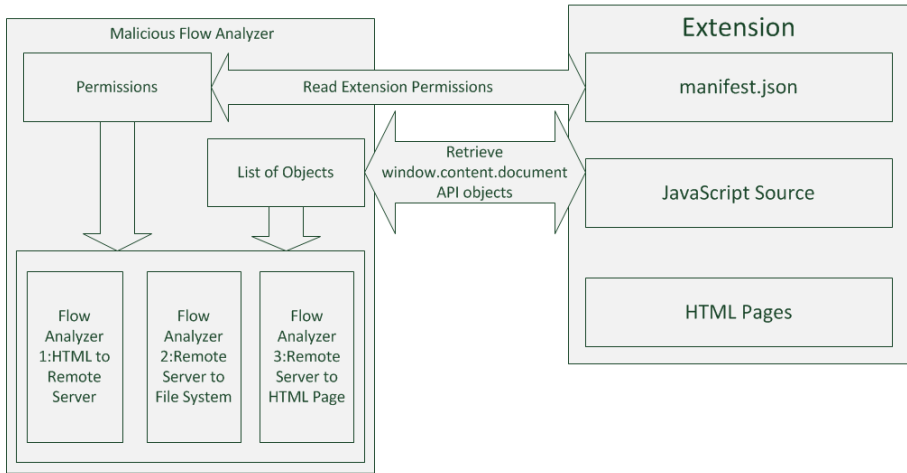 Malicious Flow Analyzer
Extension
Permissions
Read Extension Permissions
manifest.json
List of Objects
Retrieve
window.content.document
API objects
JavaScript Source
HTML Pages
Flow
Analyzer
1:HTML to
Remote
Server
Flow
Analyzer
2:Remote
Server to
File System
Flow
Analyzer
3:Remote
Server to
HTML Page